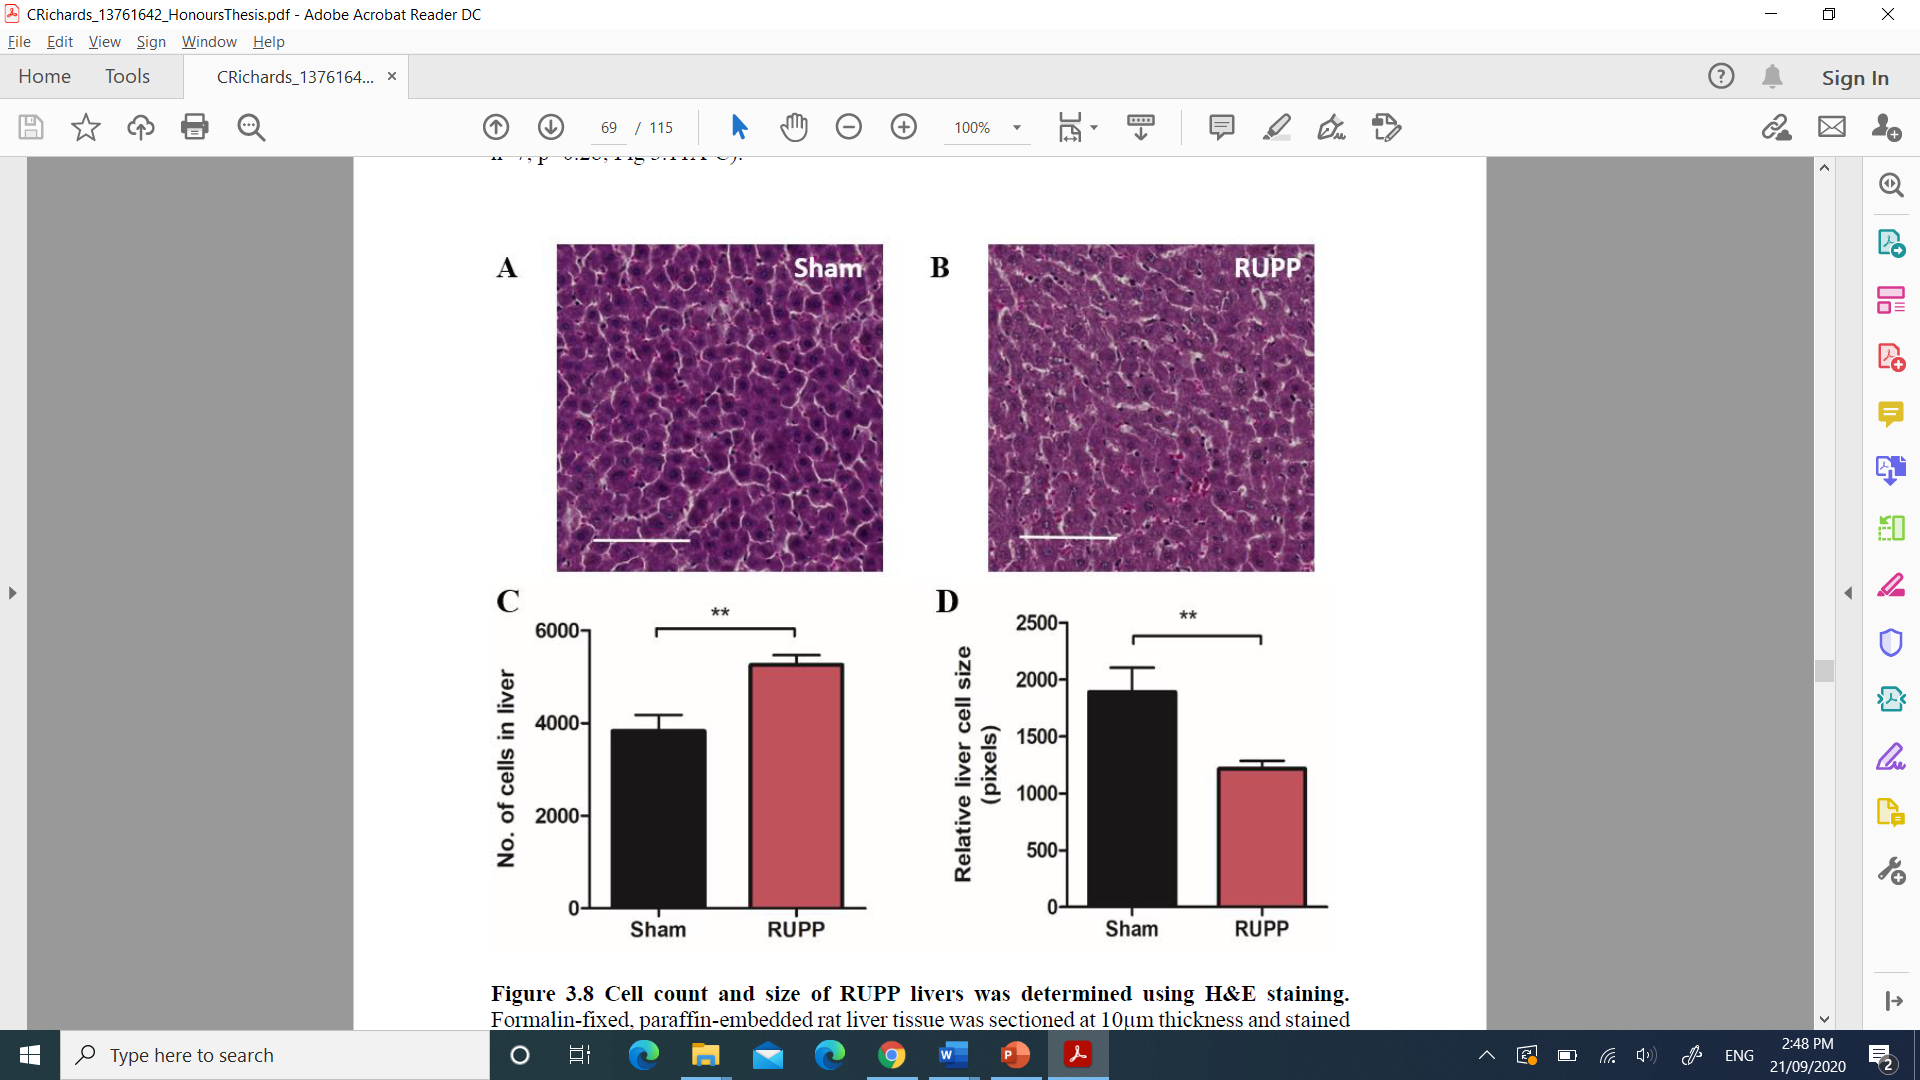 CRichards_13761642_HonoursThesis.pdf - Adobe Acrobat Reader DC
File Edit View Sign Window Help
Home Tools CRichards_1376164... × Sign In
69 / 115 100%
A Sham B RUPP
C D
**
6000
4000
2000
0
No. of cells in liver
Sham RUPP
**
2500
2000
1500
1000
500
0
Relative liver cell size
(pixels)
Sham RUPP
Figure 3.8 Cell count and size of RUPP livers was determined using H&E staining.
Formalin-fixed, paraffin-embedded rat liver tissue was sectioned at 10μm thickness and stained
Type here to search
ENG
2:48 PM
21/09/2020
2